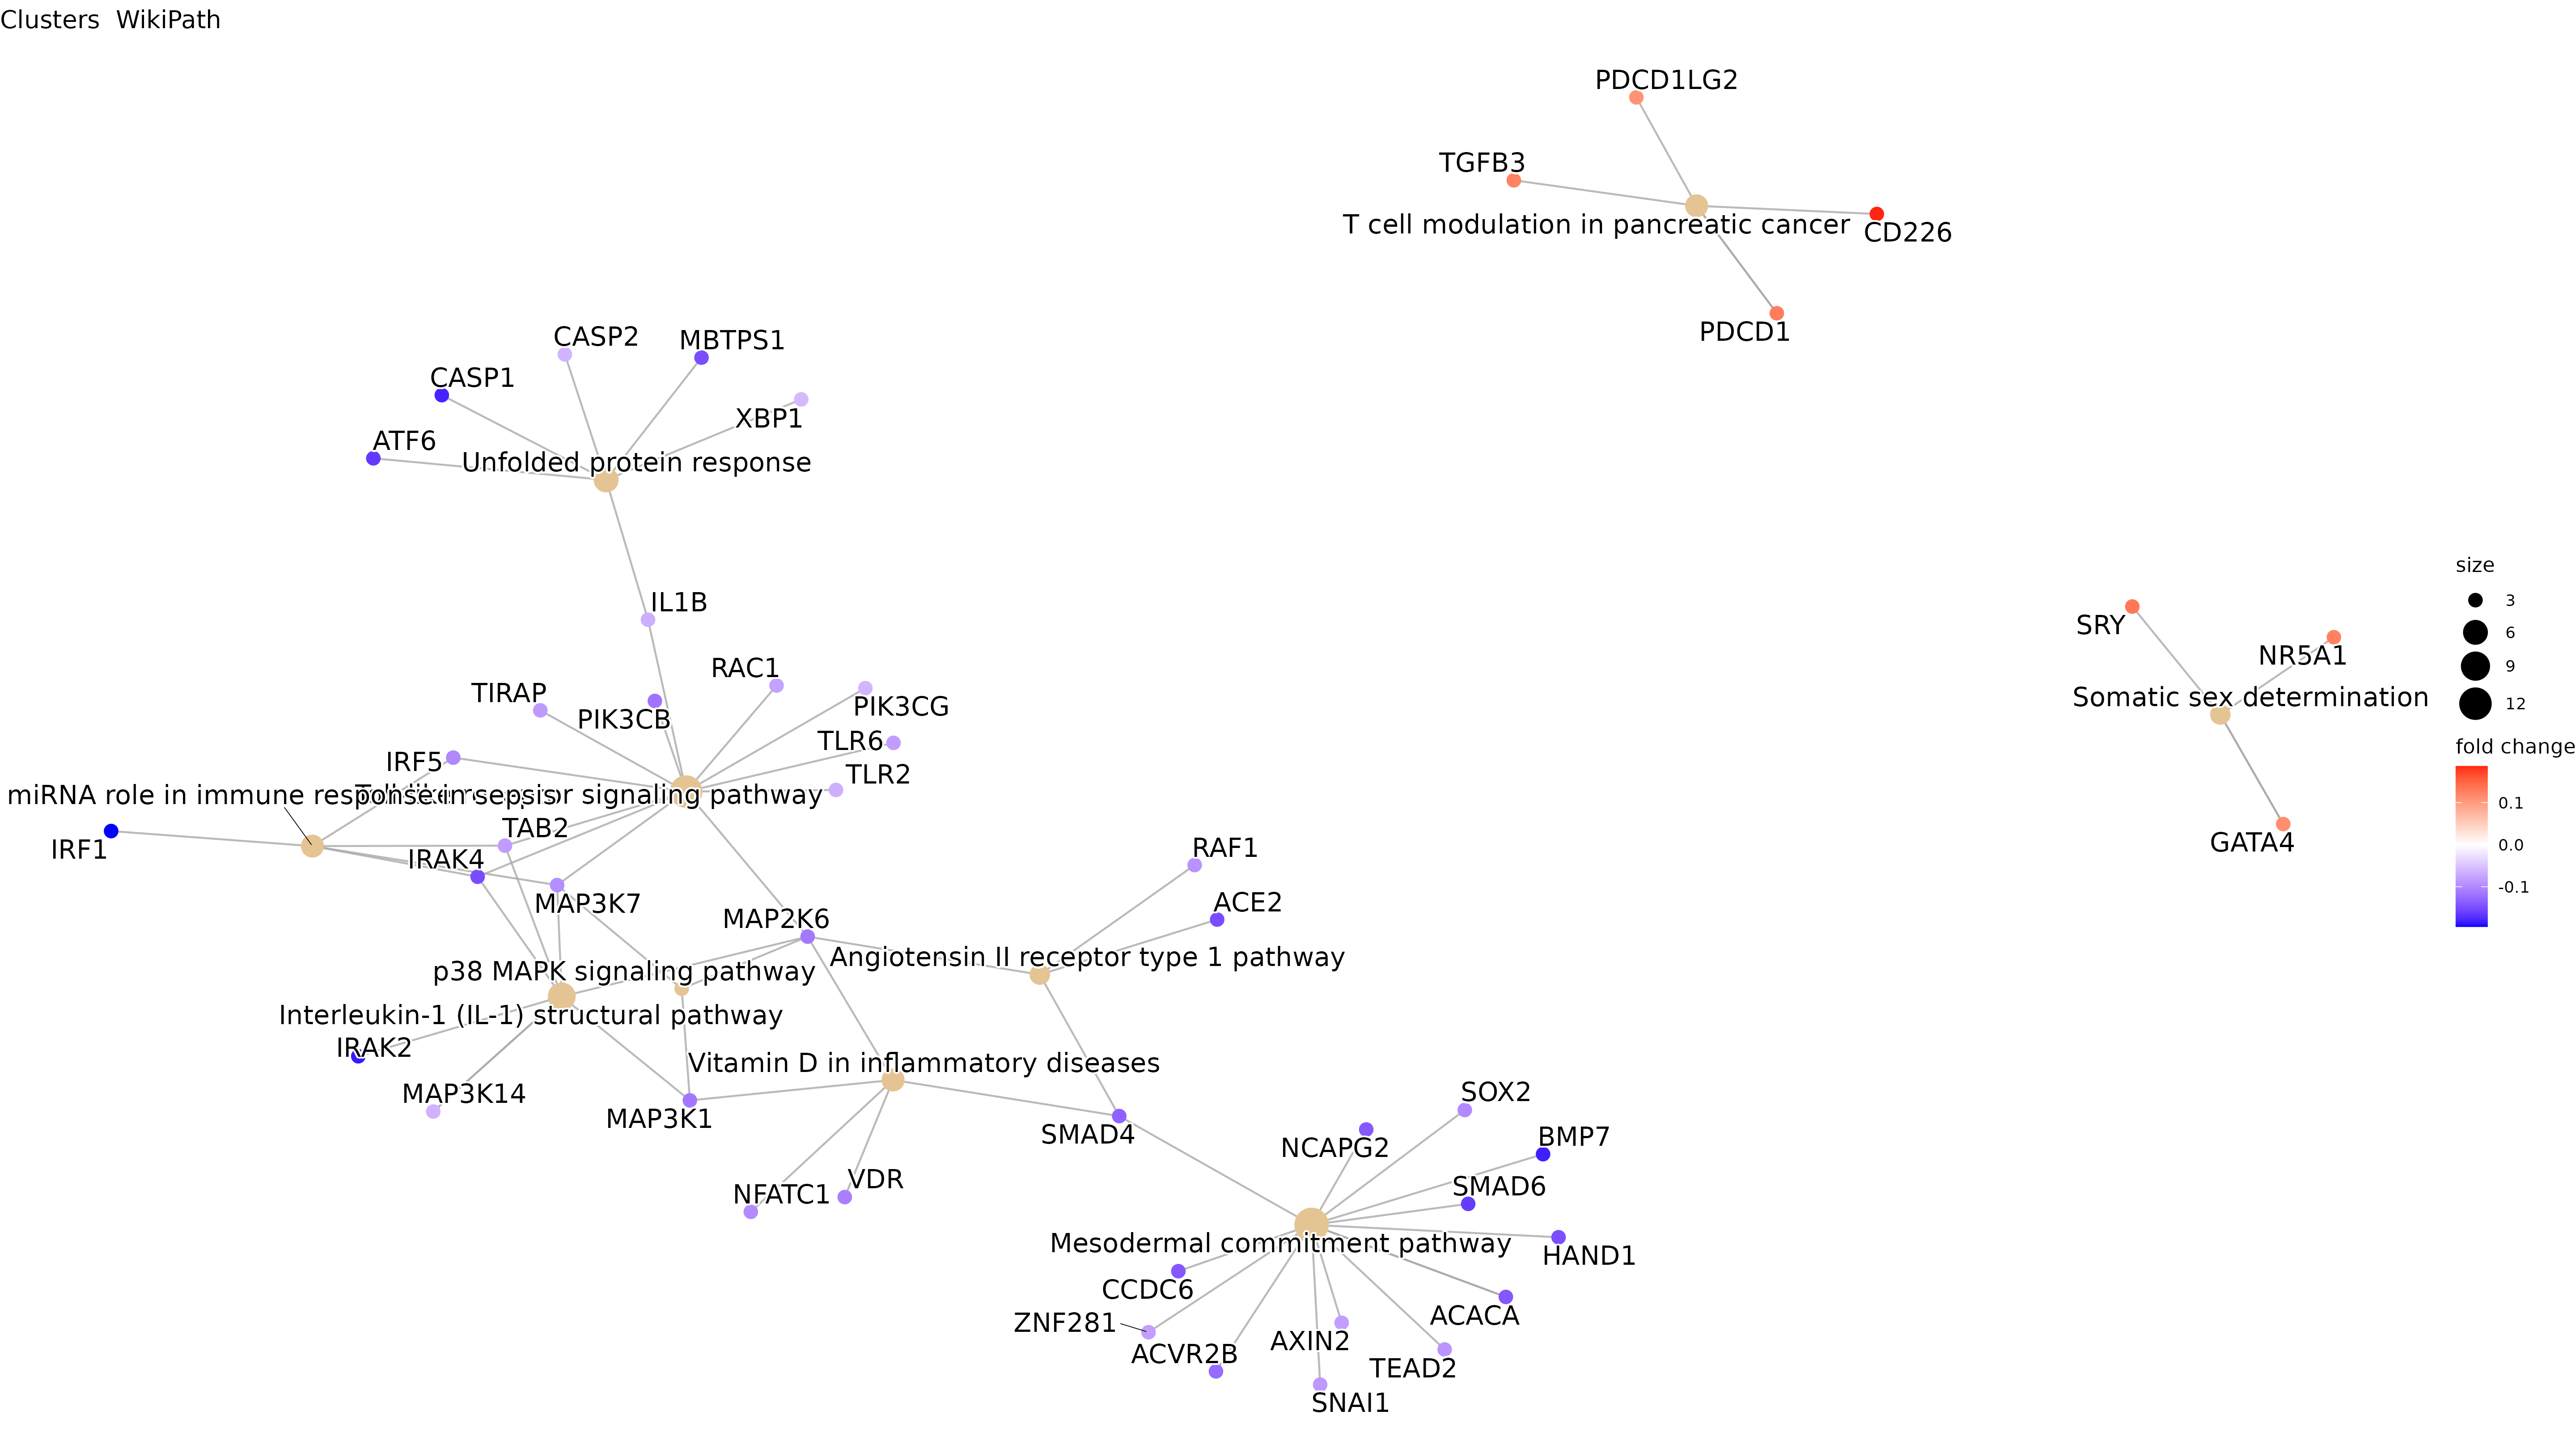 Clusters  WikiPath
PDCD1LG2
TGFB3
T cell modulation in pancreatic cancer
CD226
PDCD1
CASP2
MBTPS1
CASP1
XBP1
ATF6
Unfolded protein response
IL1B
size
3
6
9
12
SRY
NR5A1
Somatic sex determination
GATA4
fold change
0.1
0.0
-0.1
RAC1
TIRAP
PIK3CB
PIK3CG
TLR6
IRF5
TLR2
miRNA role in immune response in sepsis
signaling pathway
TAB2
IRF1
IRAK4
MAP3K7
RAF1
ACE2
MAP2K6
Angiotensin II receptor type 1 pathway
p38 MAPK signaling pathway
Interleukin-1 (IL-1) structural pathway
IRAK2
Vitamin D in inflammatory diseases
MAP3K14
MAP3K1
SMAD4
SOX2
NCAPG2
BMP7
VDR
NFATC1
SMAD6
Mesodermal commitment pathway
HAND1
CCDC6
ACACA
ZNF281
AXIN2
ACVR2B
TEAD2
SNAI1